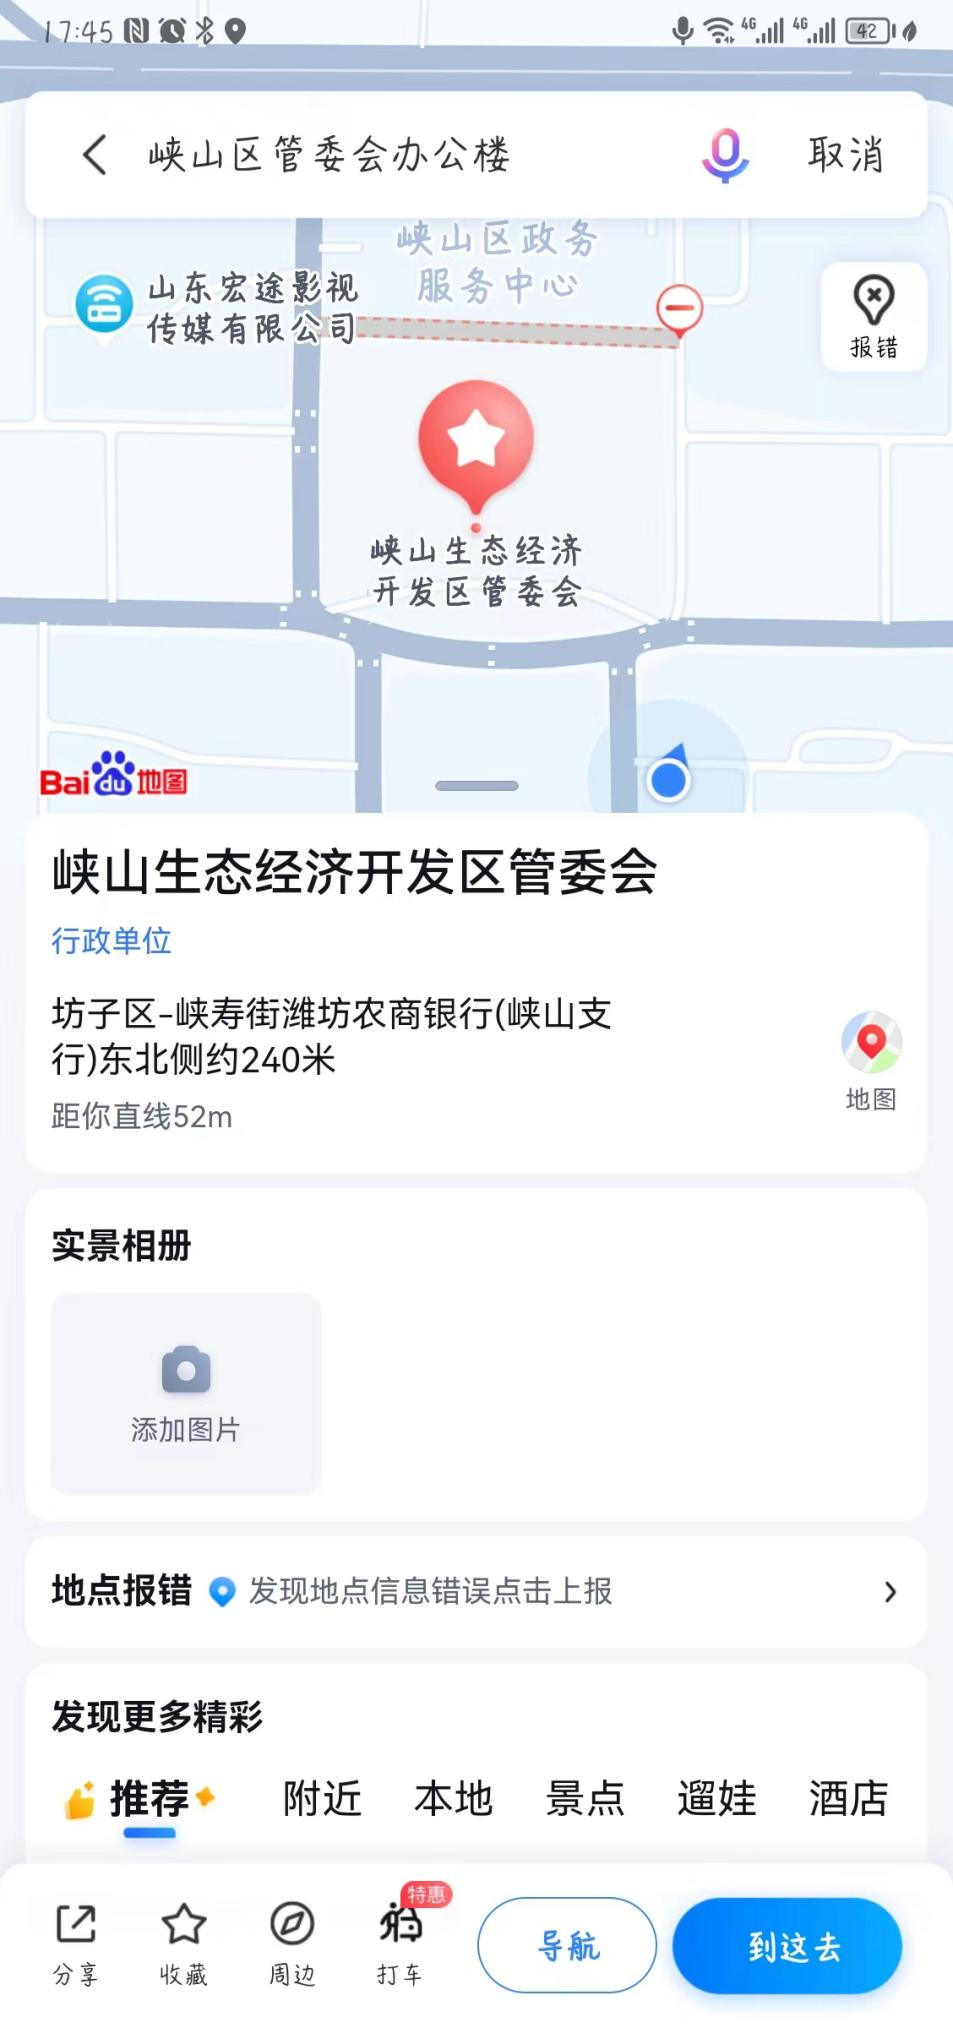 17:45
4G
4G
42
峡山区管委会办公楼
取消
峡山区政务
服务中心
山东宏途影视
传媒有限公司
报错
峡山生态经济
开发区管委会
Bai du 地图
峡山生态经济开发区管委会
行政单位
坊子区-峡寿街潍坊农商银行(峡山支
行)东北侧约240米
距你直线52m
地图
实景相册
添加图片
地点报错 发现地点信息错误点击上报
发现更多精彩
推荐 附近 本地 景点 遛娃 酒店
特惠
分享 收藏 周边 打车 导航 到这去